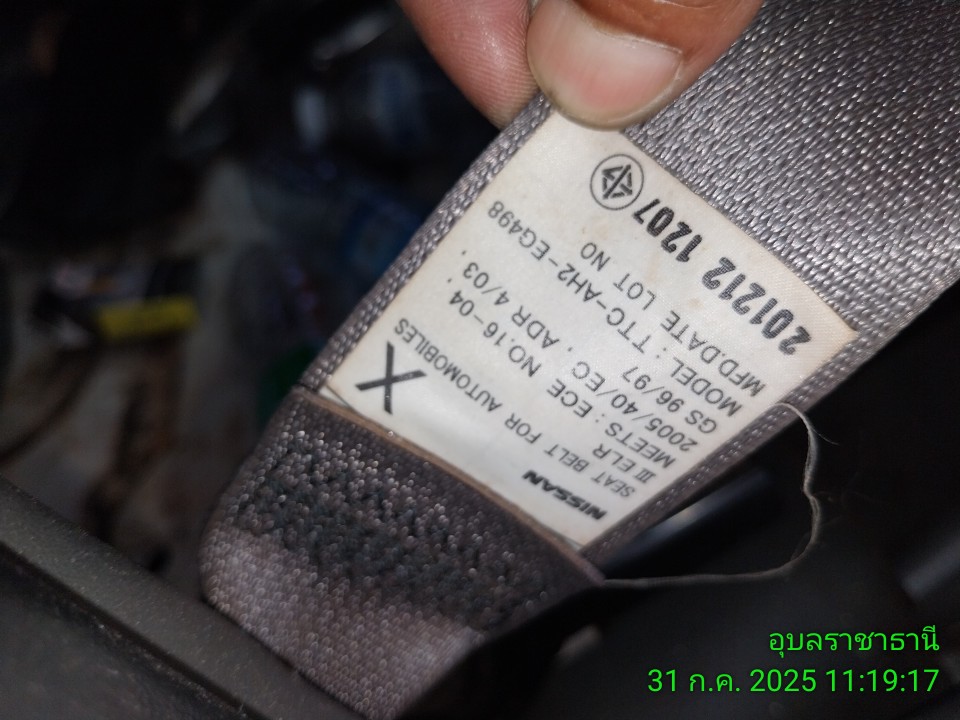 NISSAN
SEAT BELT FOR AUTOMOBILES
III ELR
X
MEETS : ECE NO.16-04,
2005/40/EC, ADR 4/03,
GS 96/97
MODEL : TTC-AH2-EG498
MFD.DATE LOT NO
201212 1207
อุบลราชาธานี
31 ก.ค. 2025 11:19:17